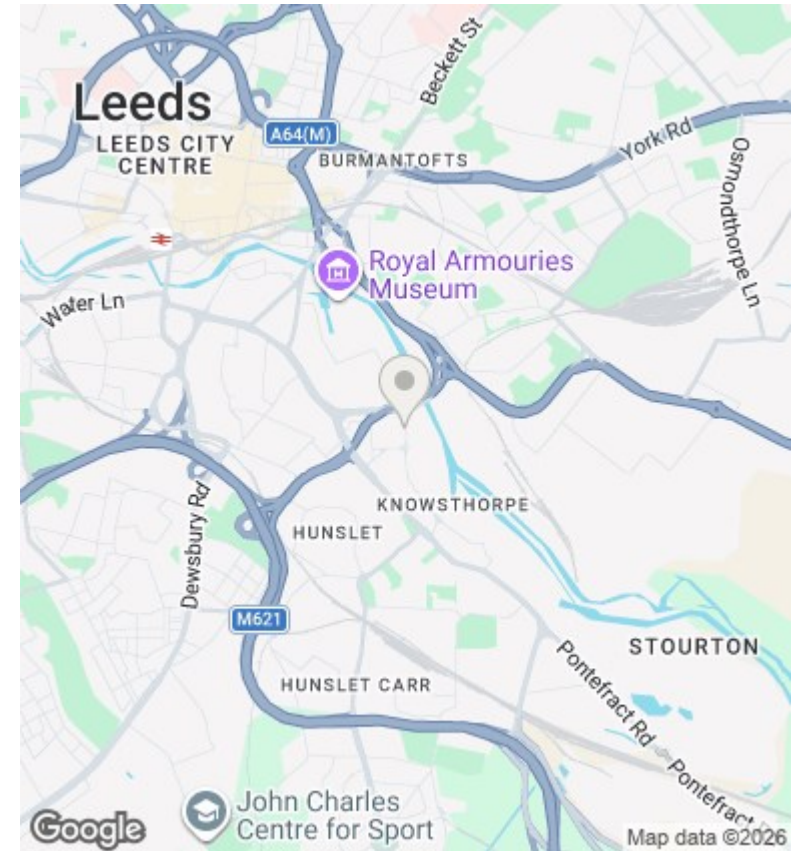 Leeds
LEEDS CITY
CENTRE
A64(M)
BURMANTOFTS
Beckett St
York Rd
Osmondthorpe Ln
Royal Armouries
Museum
Water Ln
KNOWSTHORPE
HUNSLET
Dewsbury Rd
M621
STOURTON
HUNSLET CARR
Pontefract Rd
Pontefract
John Charles
Centre for Sport
Google
Map data ©2026